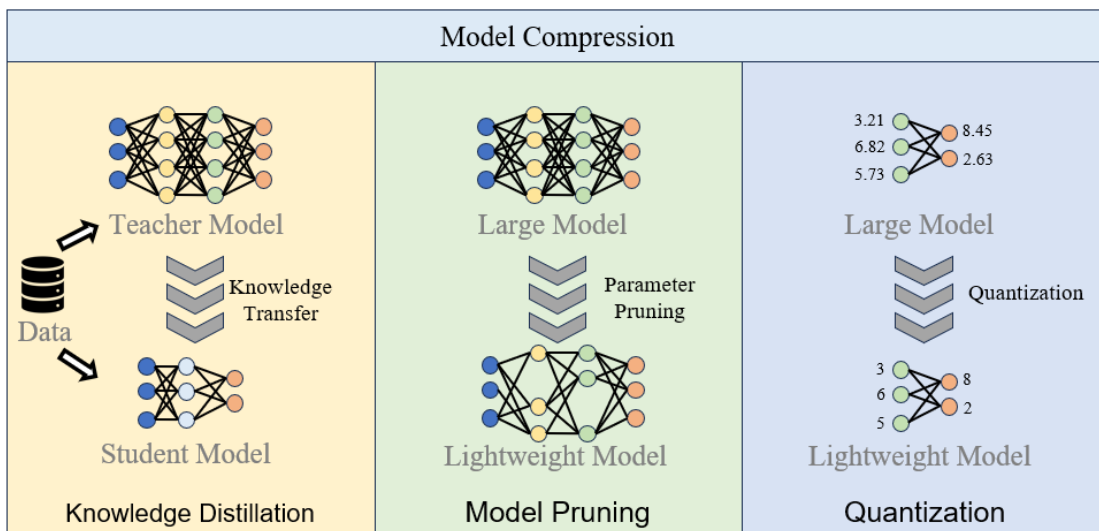 Model Compression
Teacher Model
Data
Knowledge
Transfer
Student Model
Knowledge Distillation
Large Model
Parameter
Pruning
Lightweight Model
Model Pruning
3.21
6.82
5.73
8.45
2.63
Large Model
Quantization
3
6
5
8
2
Lightweight Model
Quantization